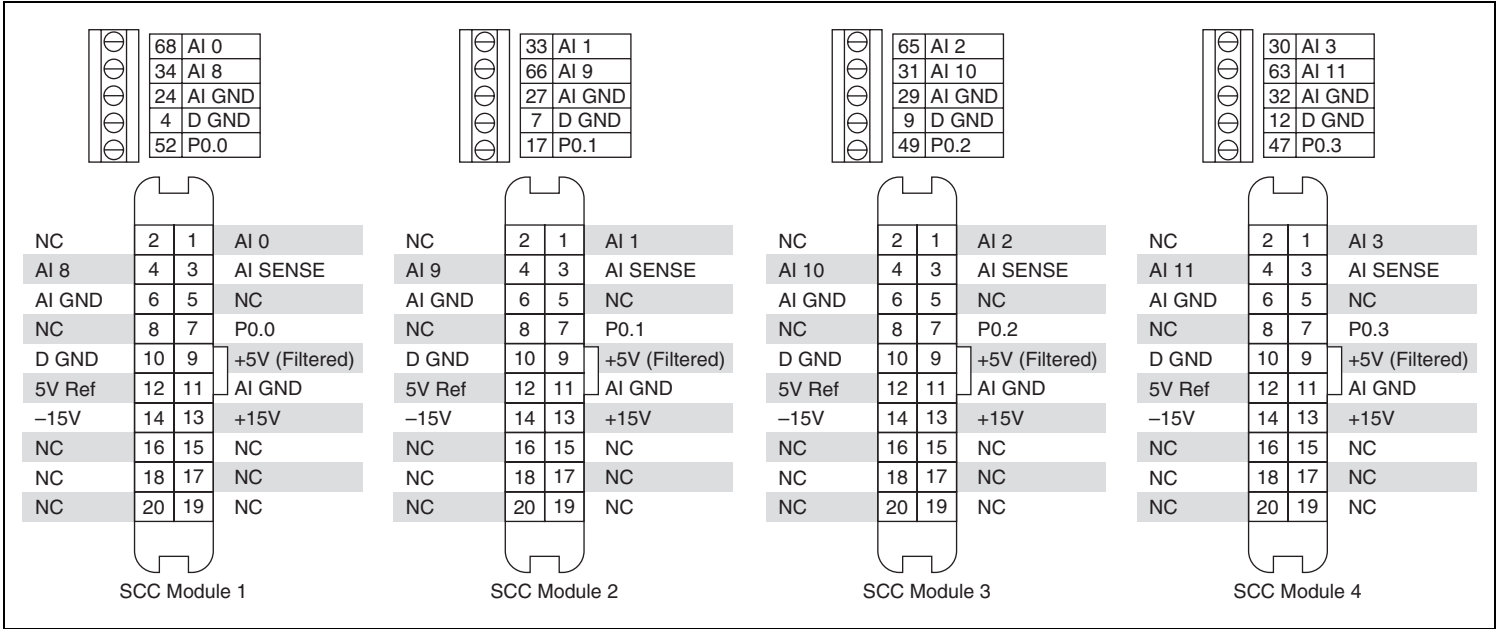 68 AI 0
34 AI 8
24 AI GND
4 D GND
52 P0.0
NC 2 1 AI 0
AI 8 4 3 AI SENSE
AI GND 6 5 NC
NC 8 7 P0.0
D GND 10 9 +5V (Filtered)
5V Ref 12 11 AI GND
–15V 14 13 +15V
NC 16 15 NC
NC 18 17 NC
NC 20 19 NC
SCC Module 1
33 AI 1
66 AI 9
27 AI GND
7 D GND
17 P0.1
NC 2 1 AI 1
AI 9 4 3 AI SENSE
AI GND 6 5 NC
NC 8 7 P0.1
D GND 10 9 +5V (Filtered)
5V Ref 12 11 AI GND
–15V 14 13 +15V
NC 16 15 NC
NC 18 17 NC
NC 20 19 NC
SCC Module 2
65 AI 2
31 AI 10
29 AI GND
9 D GND
49 P0.2
NC 2 1 AI 2
AI 10 4 3 AI SENSE
AI GND 6 5 NC
NC 8 7 P0.2
D GND 10 9 +5V (Filtered)
5V Ref 12 11 AI GND
–15V 14 13 +15V
NC 16 15 NC
NC 18 17 NC
NC 20 19 NC
SCC Module 3
30 AI 3
63 AI 11
32 AI GND
12 D GND
47 P0.3
NC 2 1 AI 3
AI 11 4 3 AI SENSE
AI GND 6 5 NC
NC 8 7 P0.3
D GND 10 9 +5V (Filtered)
5V Ref 12 11 AI GND
–15V 14 13 +15V
NC 16 15 NC
NC 18 17 NC
NC 20 19 NC
SCC Module 4